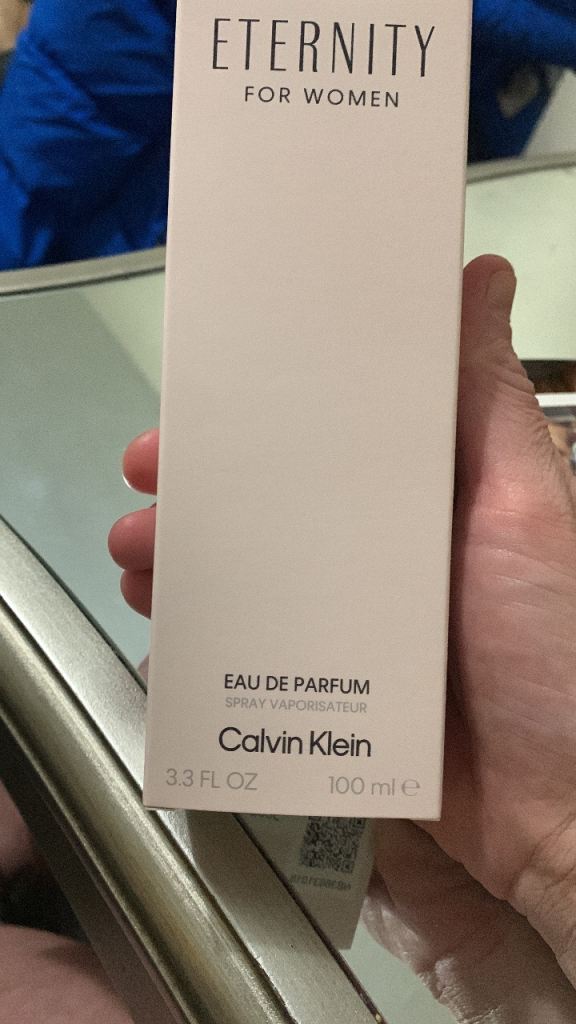 ETERNITY
FOR WOMEN
EAU DE PARFUM
SPRAY VAPORISATEUR
Calvin Klein
3.3 FL OZ 100 ml ℮